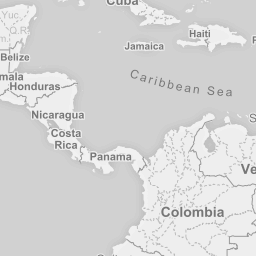 Cuba
Yuc.
Q.R.
Haiti
Jamaica
Belize
Caribbean Sea
mala
Honduras
Nicaragua
Costa
Rica
Panama
Ve
Colombia